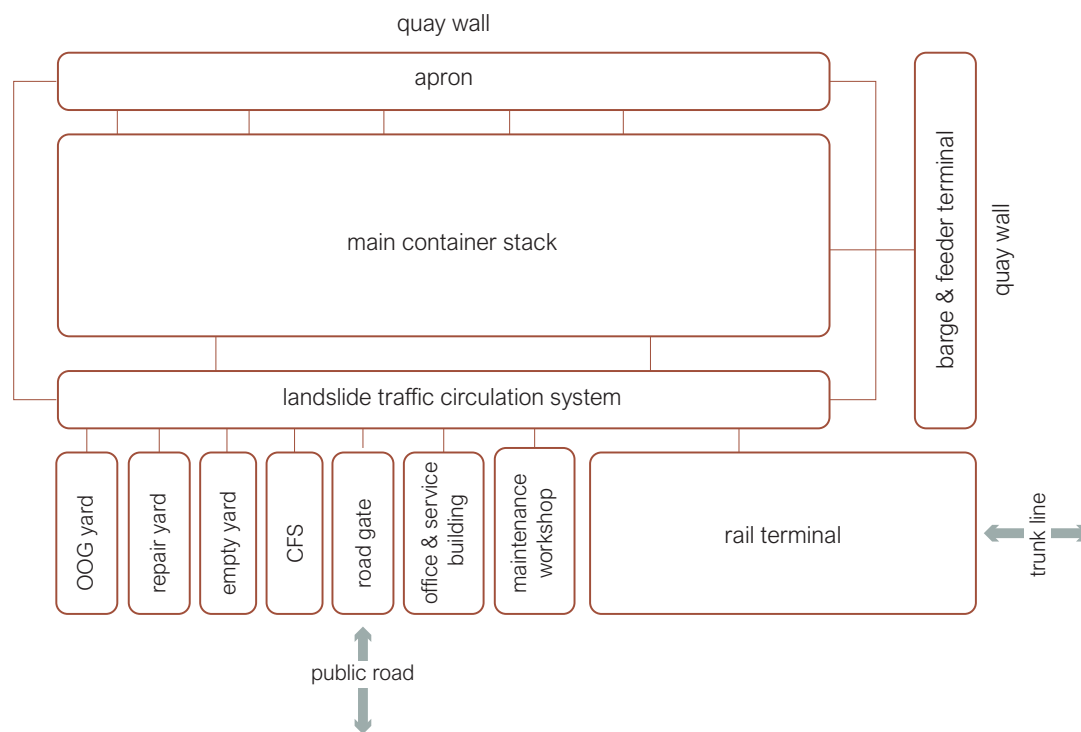 quay wall
apron
main container stack
barge & feeder terminal
quay wall
landslide traffic circulation system
OOG yard
repair yard
empty yard
CFS
road gate
office & service
building
maintenance
workshop
rail terminal
trunk line
public road